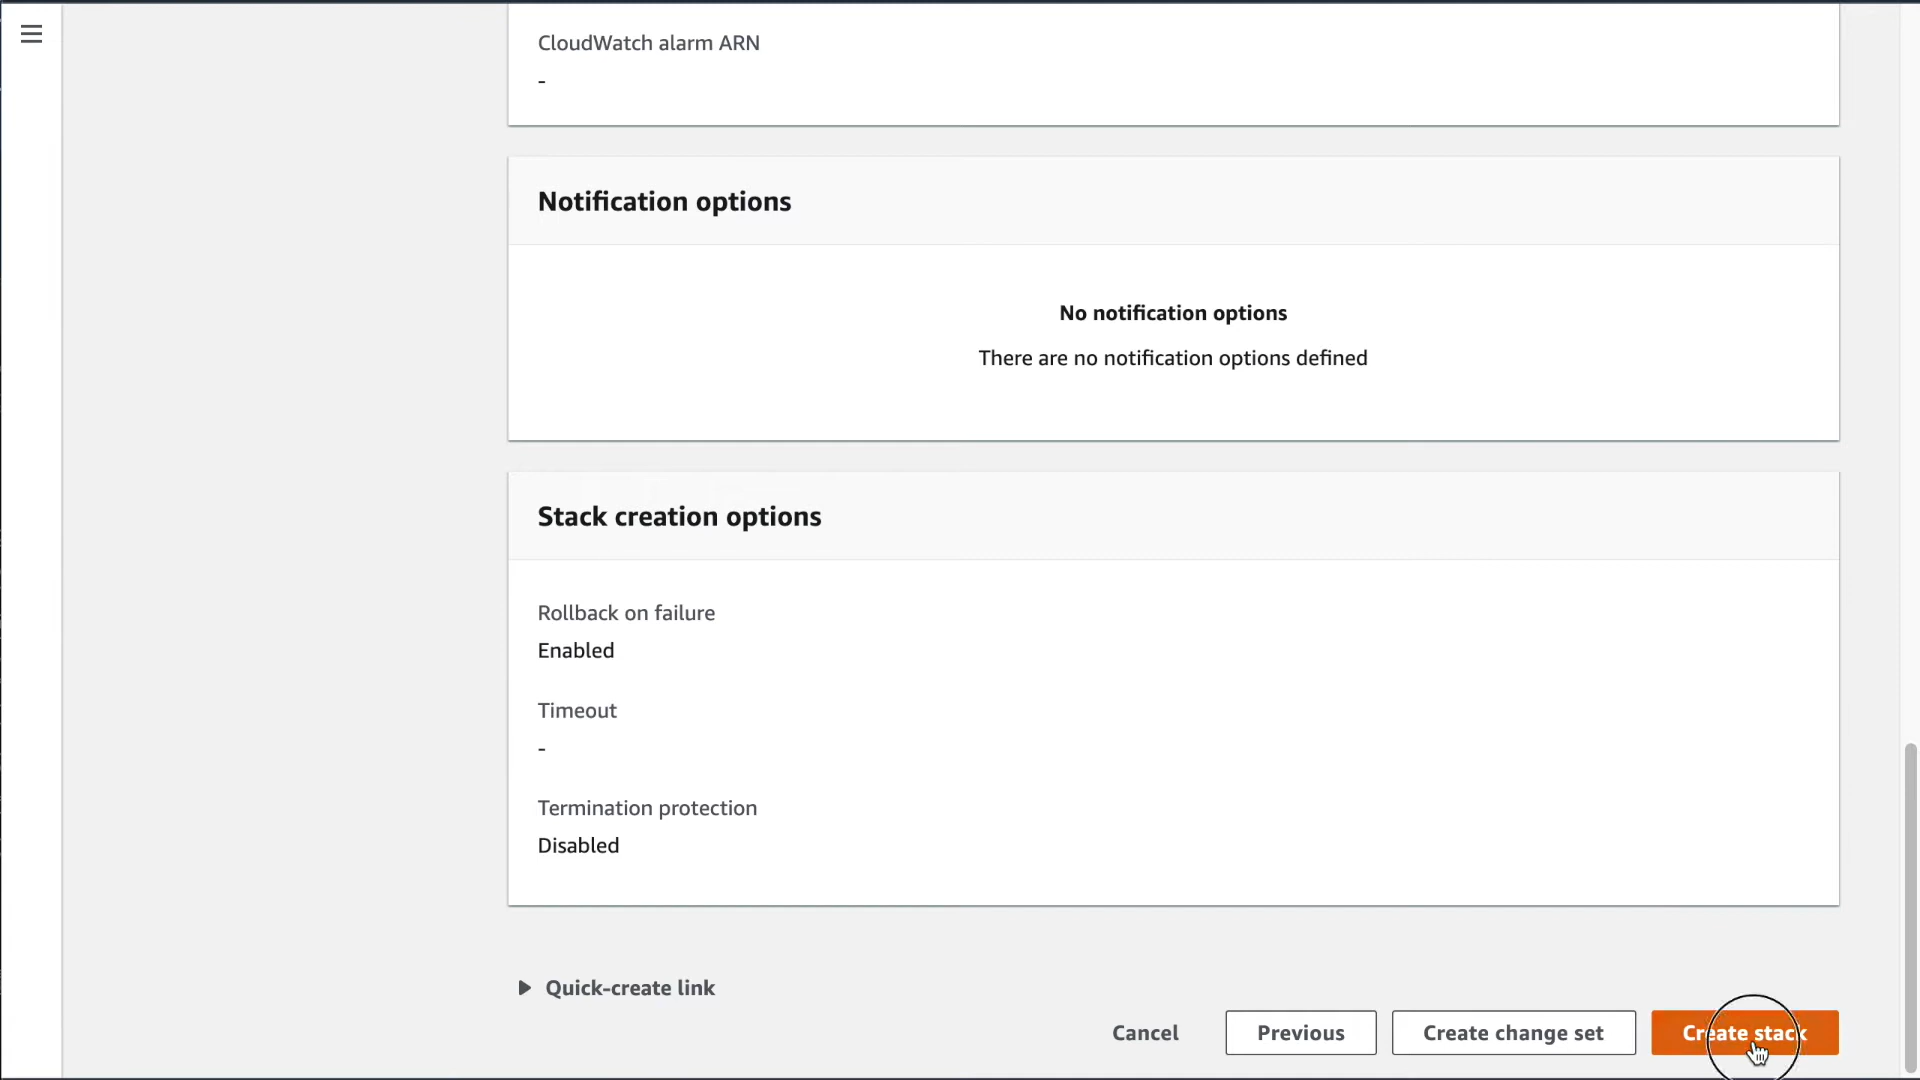 CloudWatch alarm ARN
-
Notification options
No notification options
There are no notification options defined
Stack creation options
Rollback on failure
Enabled
Timeout
-
Termination protection
Disabled
Quick-create link
Cancel
Previous
Create change set
Create stack